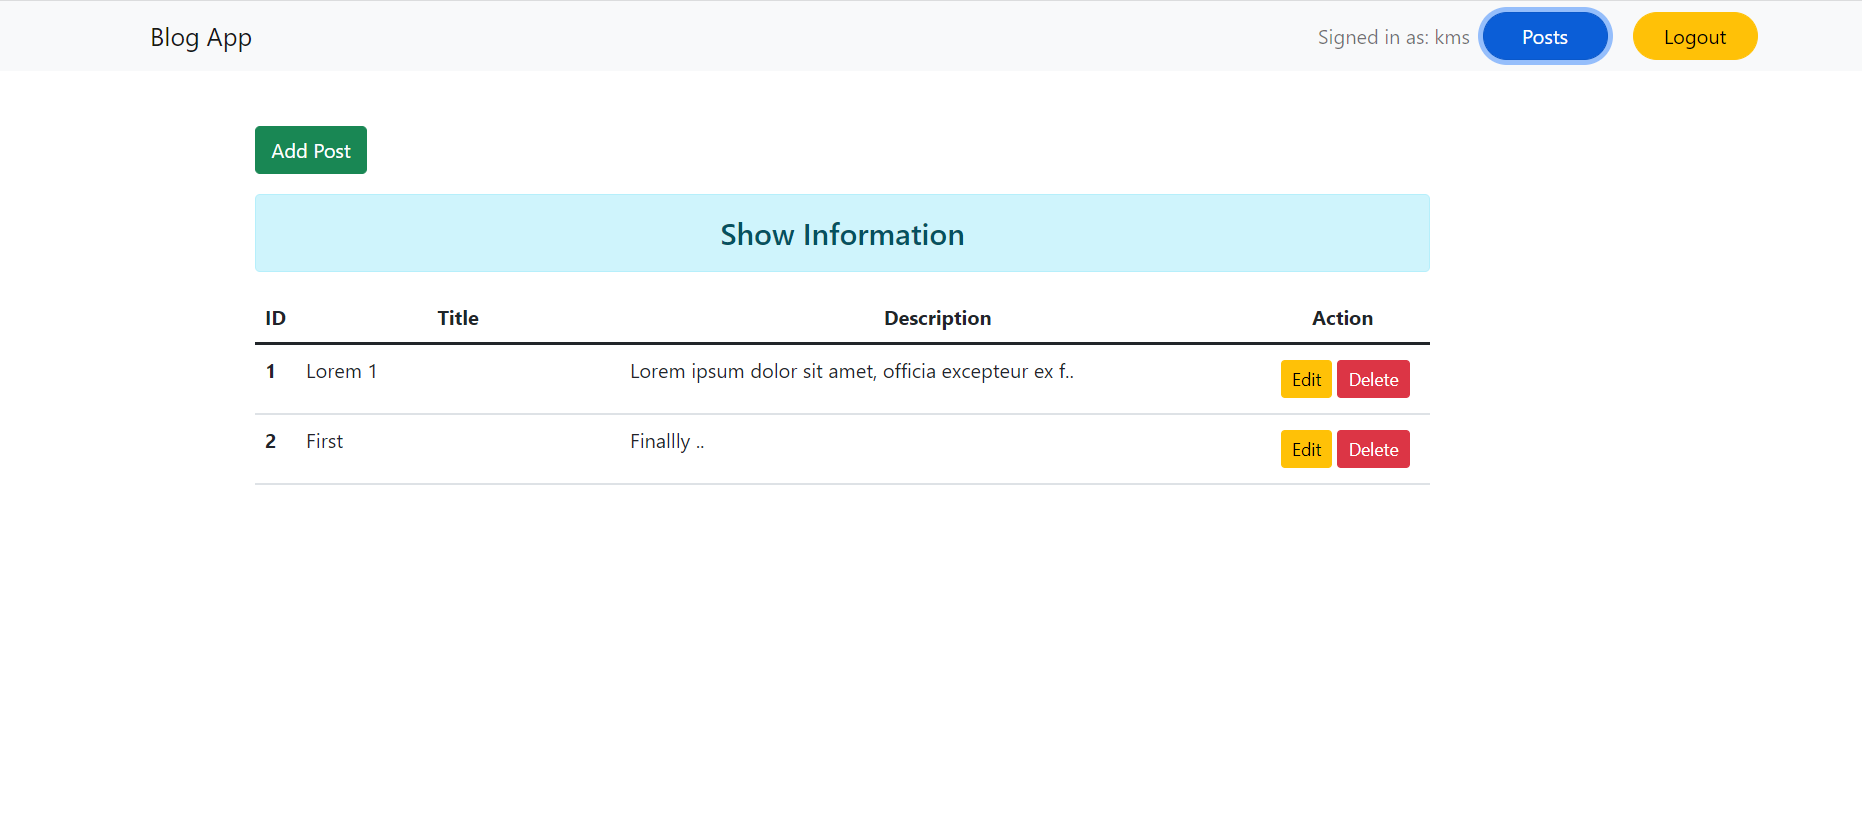 Blog App Signed in as: kms Posts Logout
Add Post
Show Information
ID Title Description Action
1 Lorem 1 Lorem ipsum dolor sit amet, officia excepteur ex f.. Edit Delete
2 First Finallly .. Edit Delete